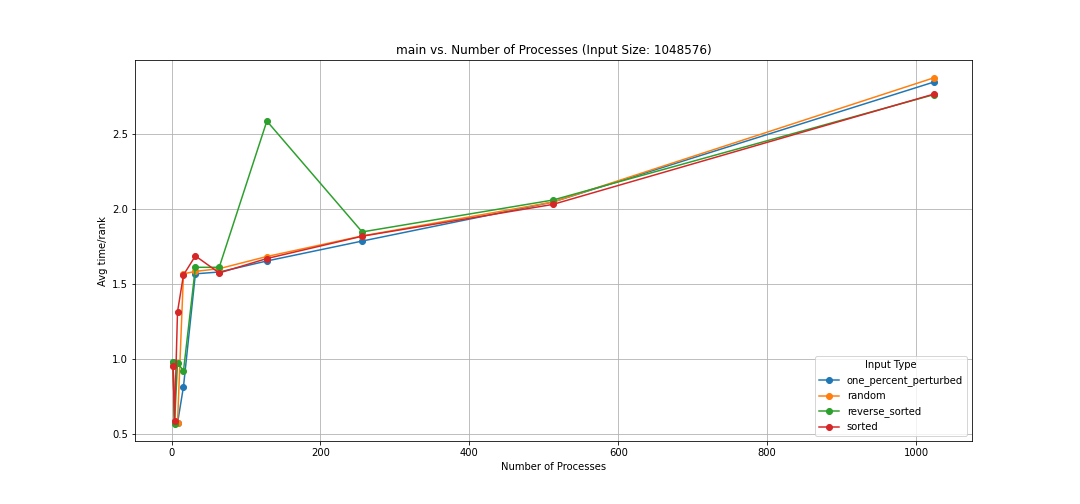 main vs. Number of Processes (Input Size: 1048576)
Avg time/rank
2.5
2.0
1.5
1.0
0.5
0
200
400
600
800
1000
Number of Processes
Input Type
one_percent_perturbed
random
reverse_sorted
sorted